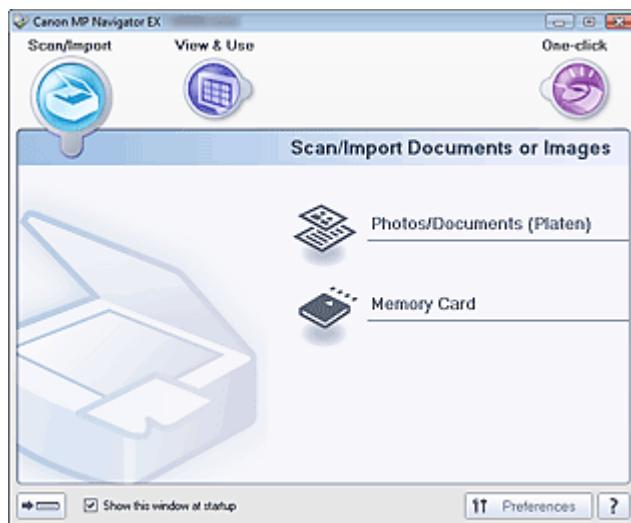 Canon MP Navigator EX
Scan/Import
View & Use
One-click
Scan/Import Documents or Images
Photos/Documents (Platen)
Memory Card
Show this window at startup
Preferences
?